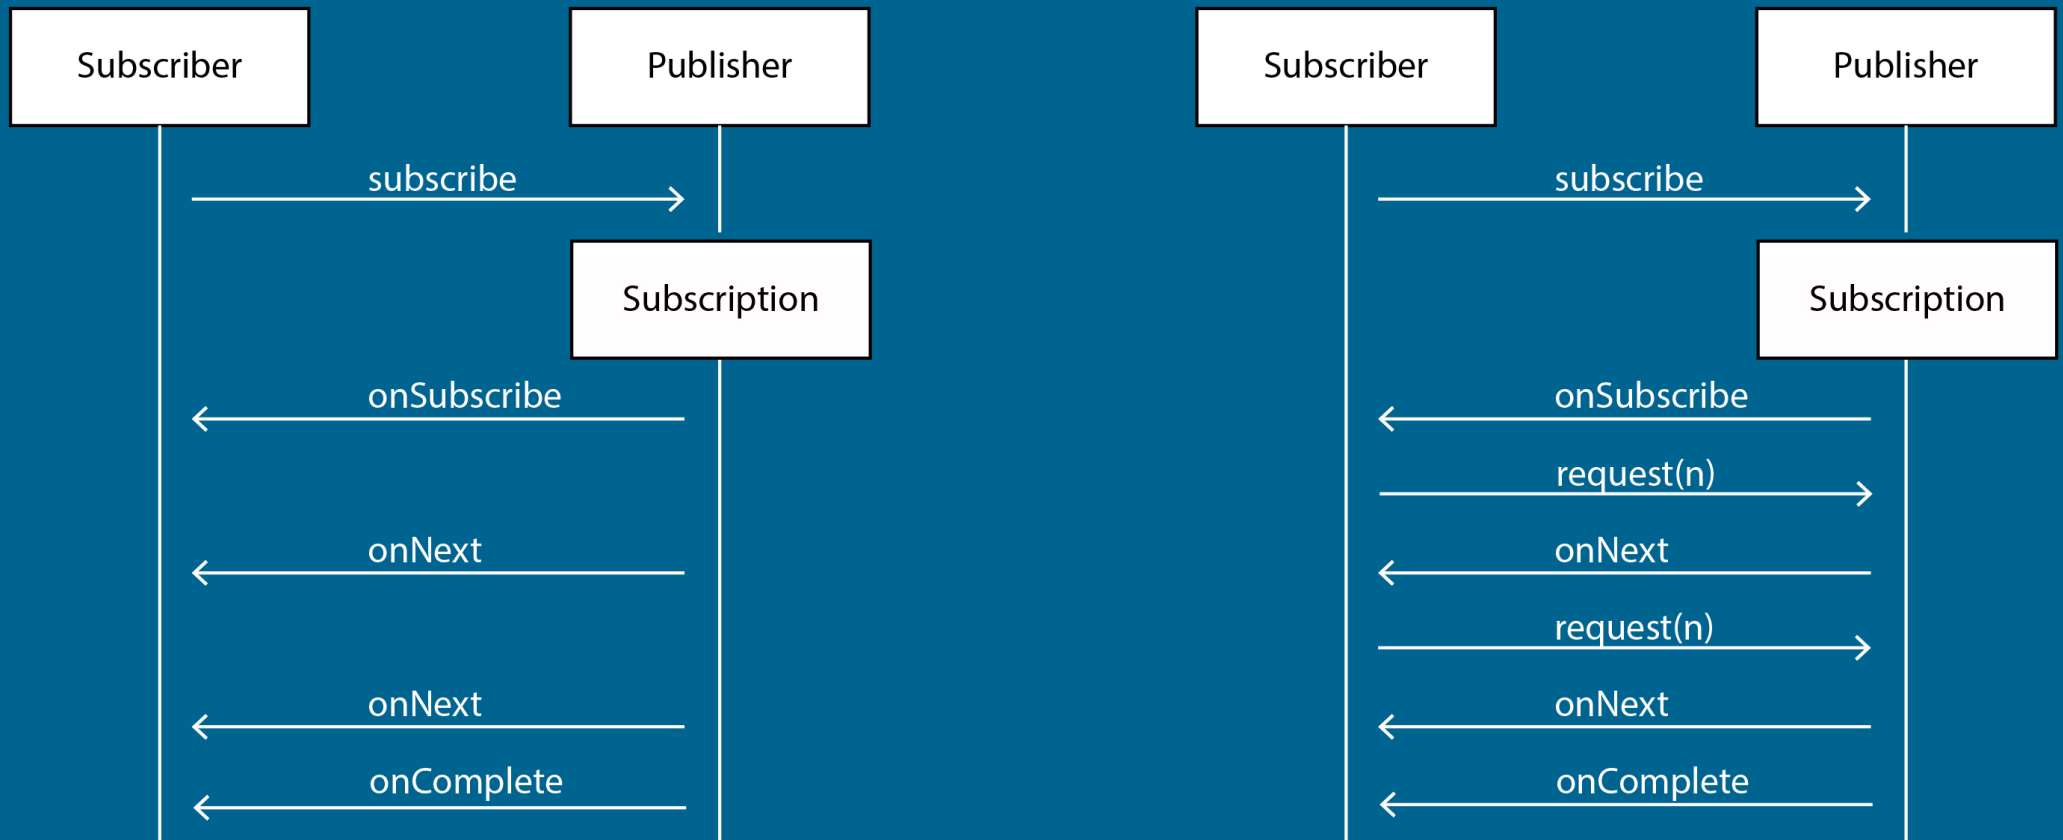 Subscriber
Publisher
subscribe
Subscription
onSubscribe
onNext
onNext
onComplete
Subscriber
Publisher
subscribe
Subscription
onSubscribe
request(n)
onNext
request(n)
onNext
onComplete